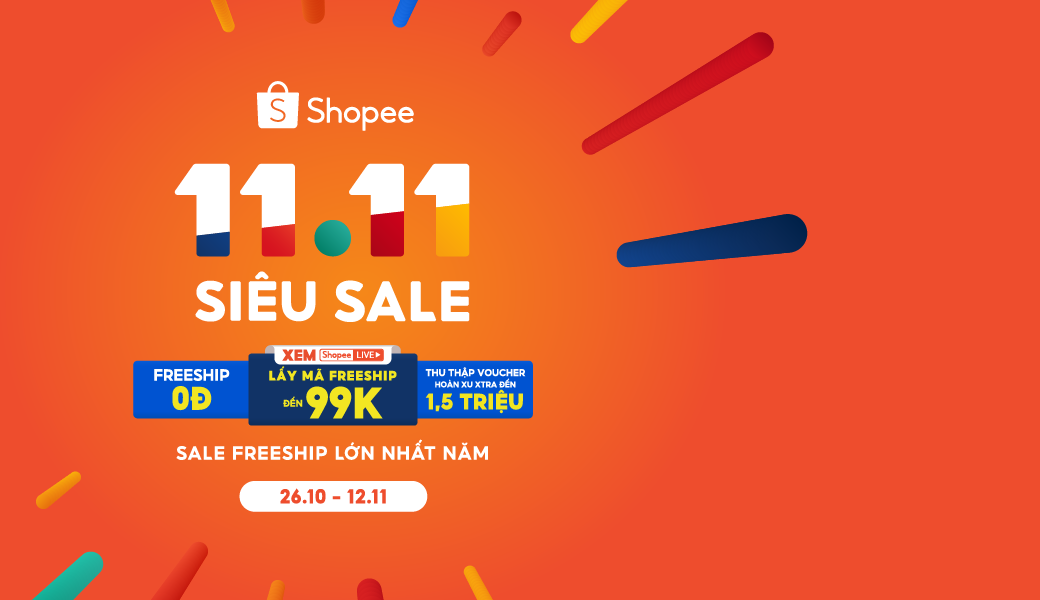 S Shopee
11.11
SIÊU SALE
XEM Shopee LIVE
FREESHIP
0Đ
LẤY MÃ FREESHIP
ĐẾN 99K
THU THẬP VOUCHER
HOÀN XU XTRA ĐẾN
1,5 TRIỆU
SALE FREESHIP LỚN NHẤT NĂM
26.10 - 12.11